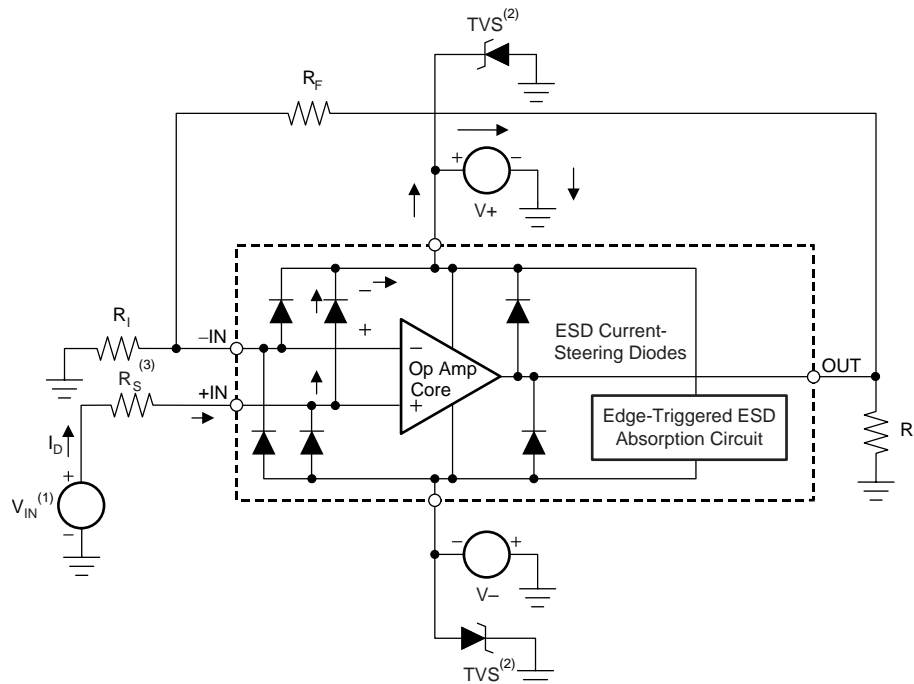 TVS(2)
RF
+ −
V+
RI
−IN
−
+
−
Op Amp
Core
+
ESD Current-
Steering Diodes
OUT
RS(3)
+IN
Edge-Triggered ESD
Absorption Circuit
R
ID
+
VIN(1)
−
− +
V−
TVS(2)